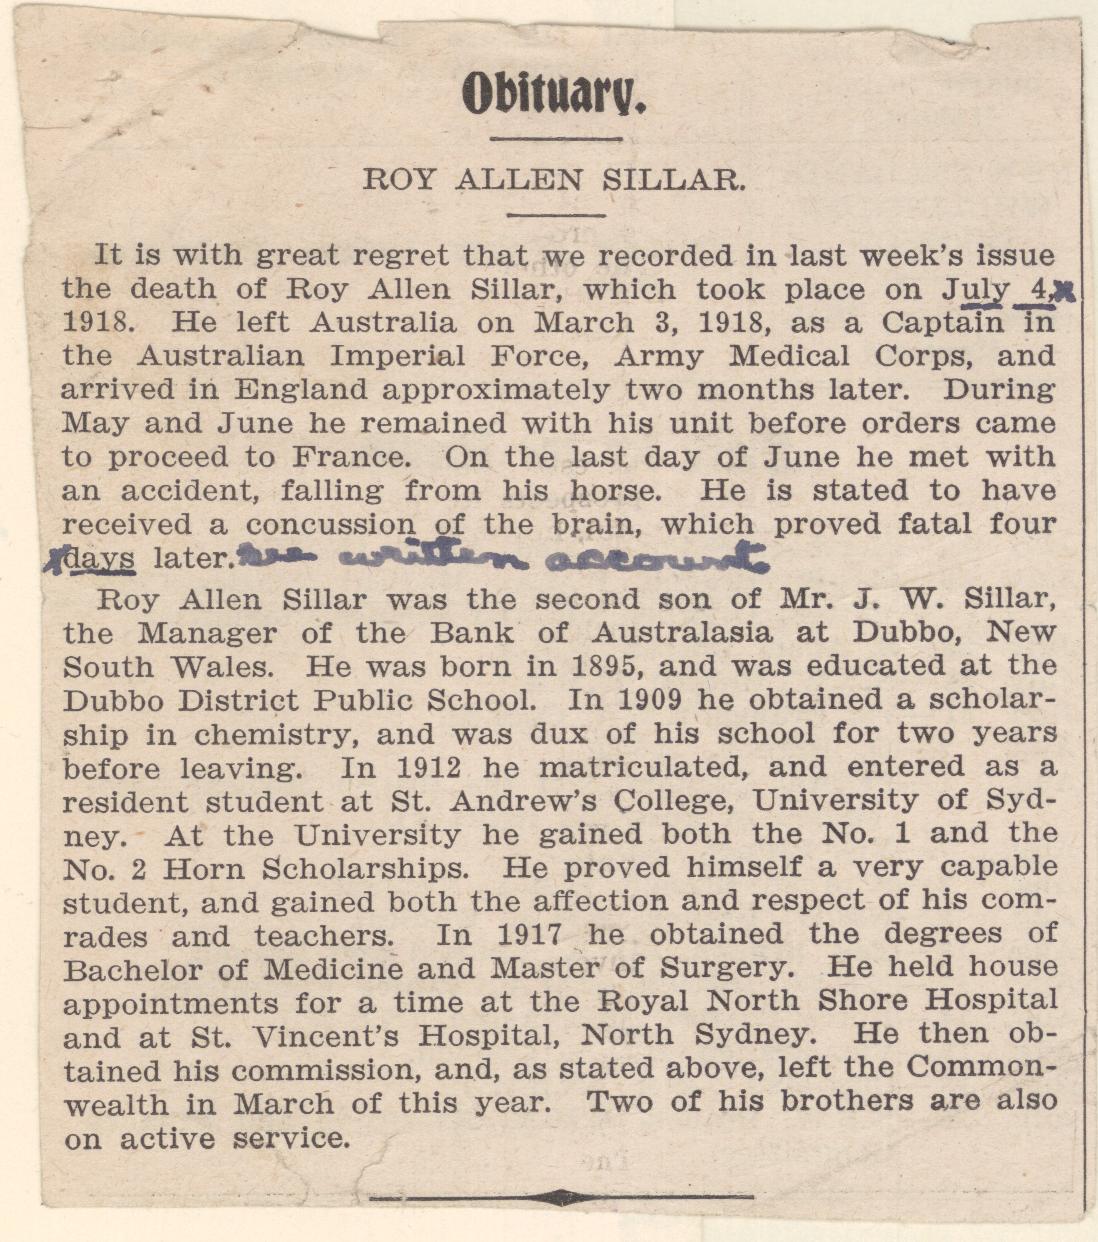 Obituary.
ROY ALLEN SILLAR.
It is with great regret that we recorded in last week's issue
the death of Roy Allen Sillar, which took place on July 4,x
1918. He left Australia on March 3, 1918, as a Captain in
the Australian Imperial Force, Army Medical Corps, and
arrived in England approximately two months later. During
May and June he remained with his unit before orders came
to proceed to France. On the last day of June he met with
an accident, falling from his horse. He is stated to have
received a concussion of the brain, which proved fatal four
xdays later. see written account
Roy Allen Sillar was the second son of Mr. J. W. Sillar,
the Manager of the Bank of Australasia at Dubbo, New
South Wales. He was born in 1895, and was educated at the
Dubbo District Public School. In 1909 he obtained a scholar-
ship in chemistry, and was dux of his school for two years
before leaving. In 1912 he matriculated, and entered as a
resident student at St. Andrew's College, University of Syd-
ney. At the University he gained both the No. 1 and the
No. 2 Horn Scholarships. He proved himself a very capable
student, and gained both the affection and respect of his com-
rades and teachers. In 1917 he obtained the degrees of
Bachelor of Medicine and Master of Surgery. He held house
appointments for a time at the Royal North Shore Hospital
and at St. Vincent's Hospital, North Sydney. He then ob-
tained his commission, and, as stated above, left the Common-
wealth in March of this year. Two of his brothers are also
on active service.